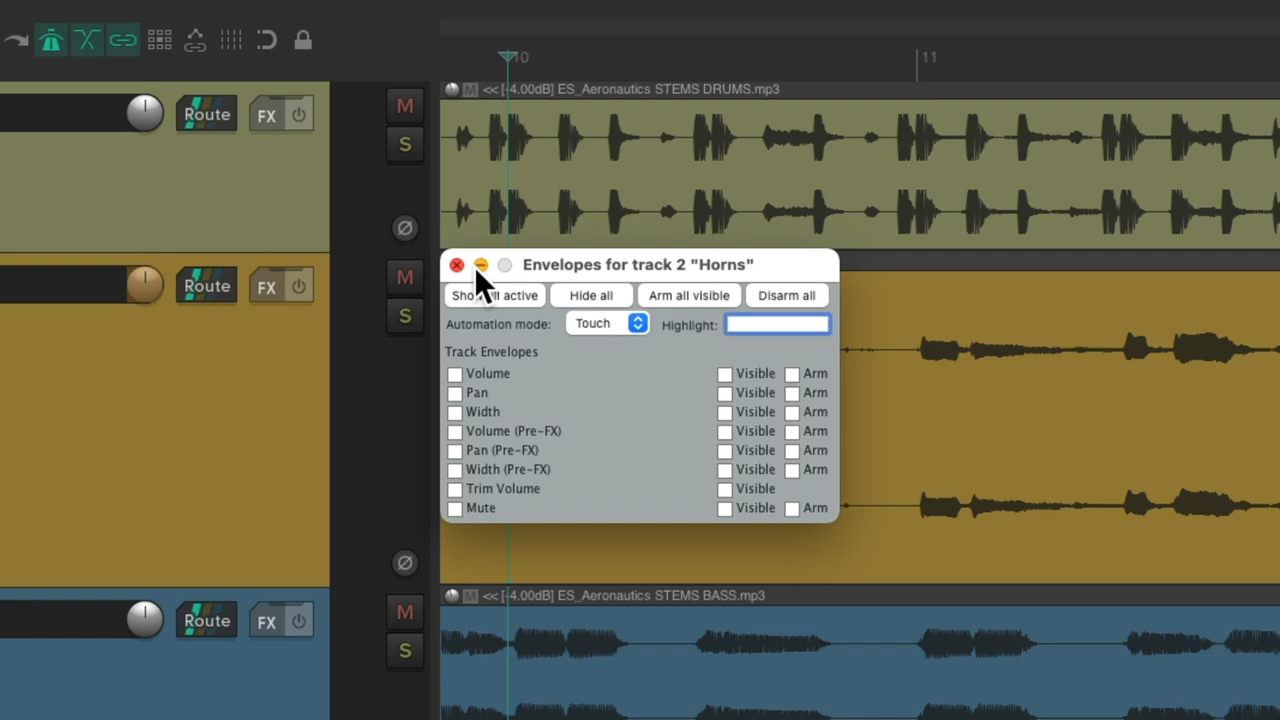 10
11
<< [-4.00dB] ES_Aeronautics STEMS DRUMS.mp3
M
Route
FX
M
S
Ø
Envelopes for track 2 "Horns"
Hide all
Arm all visible
Disarm all
active
Automation mode:
Touch
Highlight:
Track Envelopes
Volume
Visible
Arm
Pan
Visible
Arm
Width
Visible
Arm
Volume (Pre-FX)
Visible
Arm
Pan (Pre-FX)
Visible
Arm
Width (Pre-FX)
Visible
Arm
Trim Volume
Visible
Mute
Visible
Arm
Route
FX
M
S
Ø
M
<< [-4.00dB] ES_Aeronautics STEMS BASS.mp3
Route
FX
M
S